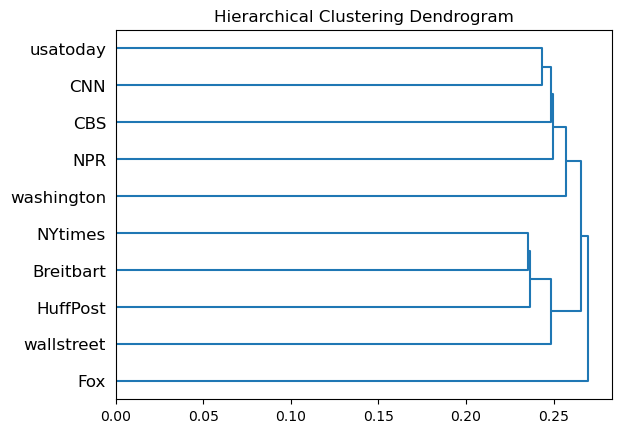 Hierarchical Clustering Dendrogram
usatoday
CNN
CBS
NPR
washington
NYtimes
Breitbart
HuffPost
wallstreet
Fox
0.00 0.05 0.10 0.15 0.20 0.25